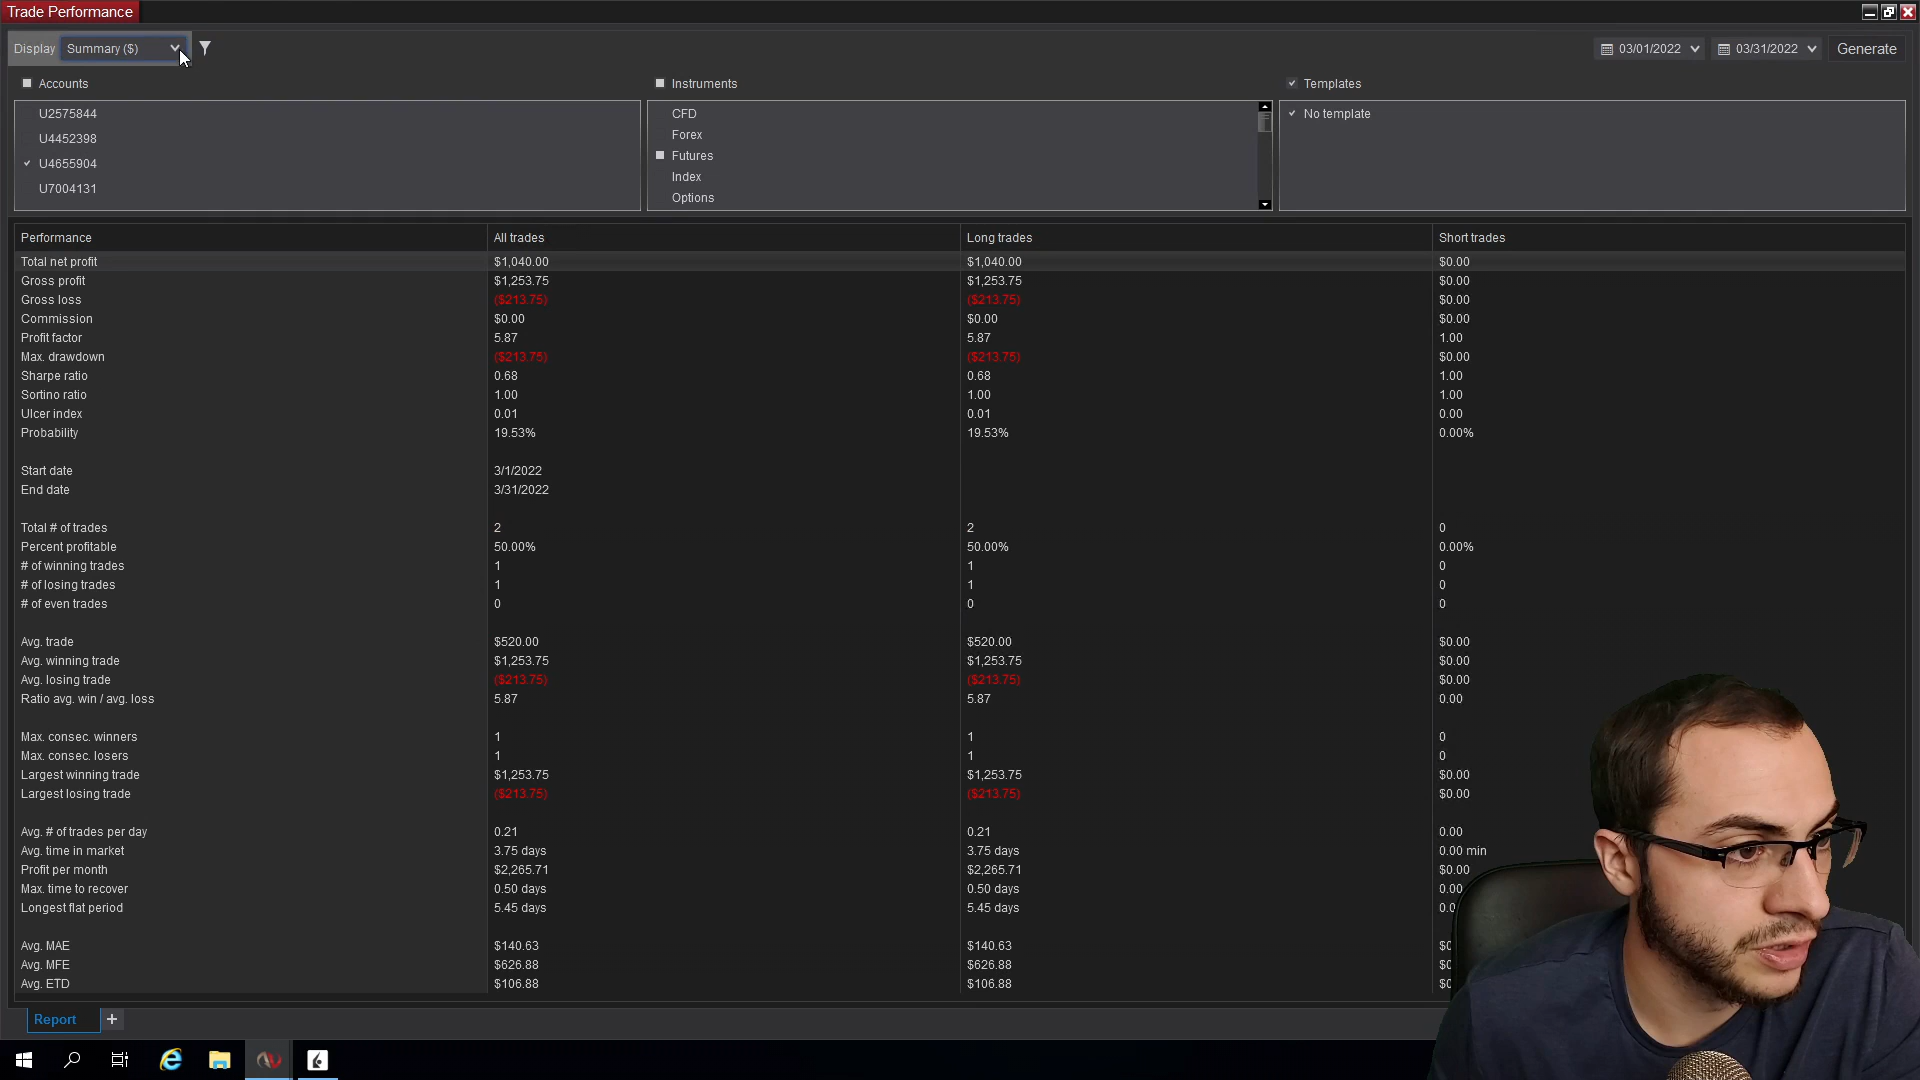 Trade Performance
Display Summary ($) 03/01/2022 03/31/2022 Generate
Accounts Instruments Templates
U2575844 CFD No template
U4452398 Forex
U4655904 Futures
U7004131 Index
Options
Performance All trades Long trades Short trades
Total net profit $1,040.00 $1,040.00 $0.00
Gross profit $1,253.75 $1,253.75 $0.00
Gross loss ($213.75) ($213.75) $0.00
Commission $0.00 $0.00 $0.00
Profit factor 5.87 5.87 1.00
Max. drawdown ($213.75) ($213.75) $0.00
Sharpe ratio 0.68 0.68 1.00
Sortino ratio 1.00 1.00 1.00
Ulcer index 0.01 0.01 0.00
Probability 19.53% 19.53% 0.00%
Start date 3/1/2022
End date 3/31/2022
Total # of trades 2 2 0
Percent profitable 50.00% 50.00% 0.00%
# of winning trades 1 1 0
# of losing trades 1 1 0
# of even trades 0 0 0
Avg. trade $520.00 $520.00 $0.00
Avg. winning trade $1,253.75 $1,253.75 $0.00
Avg. losing trade ($213.75) ($213.75) $0.00
Ratio avg. win / avg. loss 5.87 5.87 0.00
Max. consec. winners 1 1 0
Max. consec. losers 1 1 0
Largest winning trade $1,253.75 $1,253.75 $0.00
Largest losing trade ($213.75) ($213.75) $0.00
Avg. # of trades per day 0.21 0.21 0.00
Avg. time in market 3.75 days 3.75 days 0.00 min
Profit per month $2,265.71 $2,265.71 $0.00
Max. time to recover 0.50 days 0.50 days 0.00
Longest flat period 5.45 days 5.45 days
Avg. MAE $140.63 $140.63
Avg. MFE $626.88 $626.88
Avg. ETD $106.88 $106.88
Report +